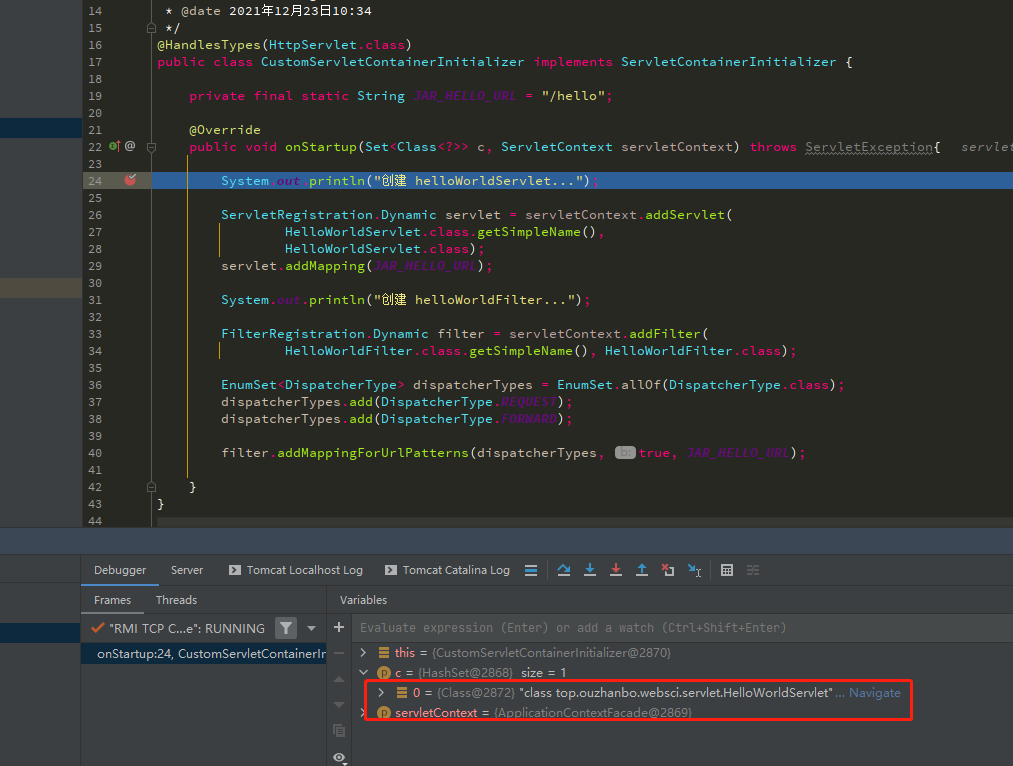 14 * @date 2021年12月23日10:34
15 */
16 @HandlesTypes(HttpServlet.class)
17 public class CustomServletContainerInitializer implements ServletContainerInitializer {
18
19 private final static String JAR_HELLO_URL = "/hello";
20
21 @Override
22 @ public void onStartup(Set<Class<?>> c, ServletContext servletContext) throws ServletException{ servlet
23
24 System.out.println("创建 helloWorldServlet...");
25
26 ServletRegistration.Dynamic servlet = servletContext.addServlet(
27 HelloWorldServlet.class.getSimpleName(),
28 HelloWorldServlet.class);
29 servlet.addMapping(JAR_HELLO_URL);
30
31 System.out.println("创建 helloWorldFilter...");
32
33 FilterRegistration.Dynamic filter = servletContext.addFilter(
34 HelloWorldFilter.class.getSimpleName(), HelloWorldFilter.class);
35
36 EnumSet<DispatcherType> dispatcherTypes = EnumSet.allOf(DispatcherType.class);
37 dispatcherTypes.add(DispatcherType.REQUEST);
38 dispatcherTypes.add(DispatcherType.FORWARD);
39
40 filter.addMappingForUrlPatterns(dispatcherTypes, b: true, JAR_HELLO_URL);
41
42 }
43 }
44
Debugger Server Tomcat Localhost Log Tomcat Catalina Log
Frames Threads Variables
"RMI TCP C...e": RUNNING Evaluate expression (Enter) or add a watch (Ctrl+Shift+Enter)
onStartup:24, CustomServletContainerIn
this = {CustomServletContainerInitializer@2870}
c = {HashSet@2868} size = 1
0 = {Class@2872} "class top.ouzhanbo.websci.servlet.HelloWorldServlet"... Navigate
servletContext = {ApplicationContextFacade@2869}